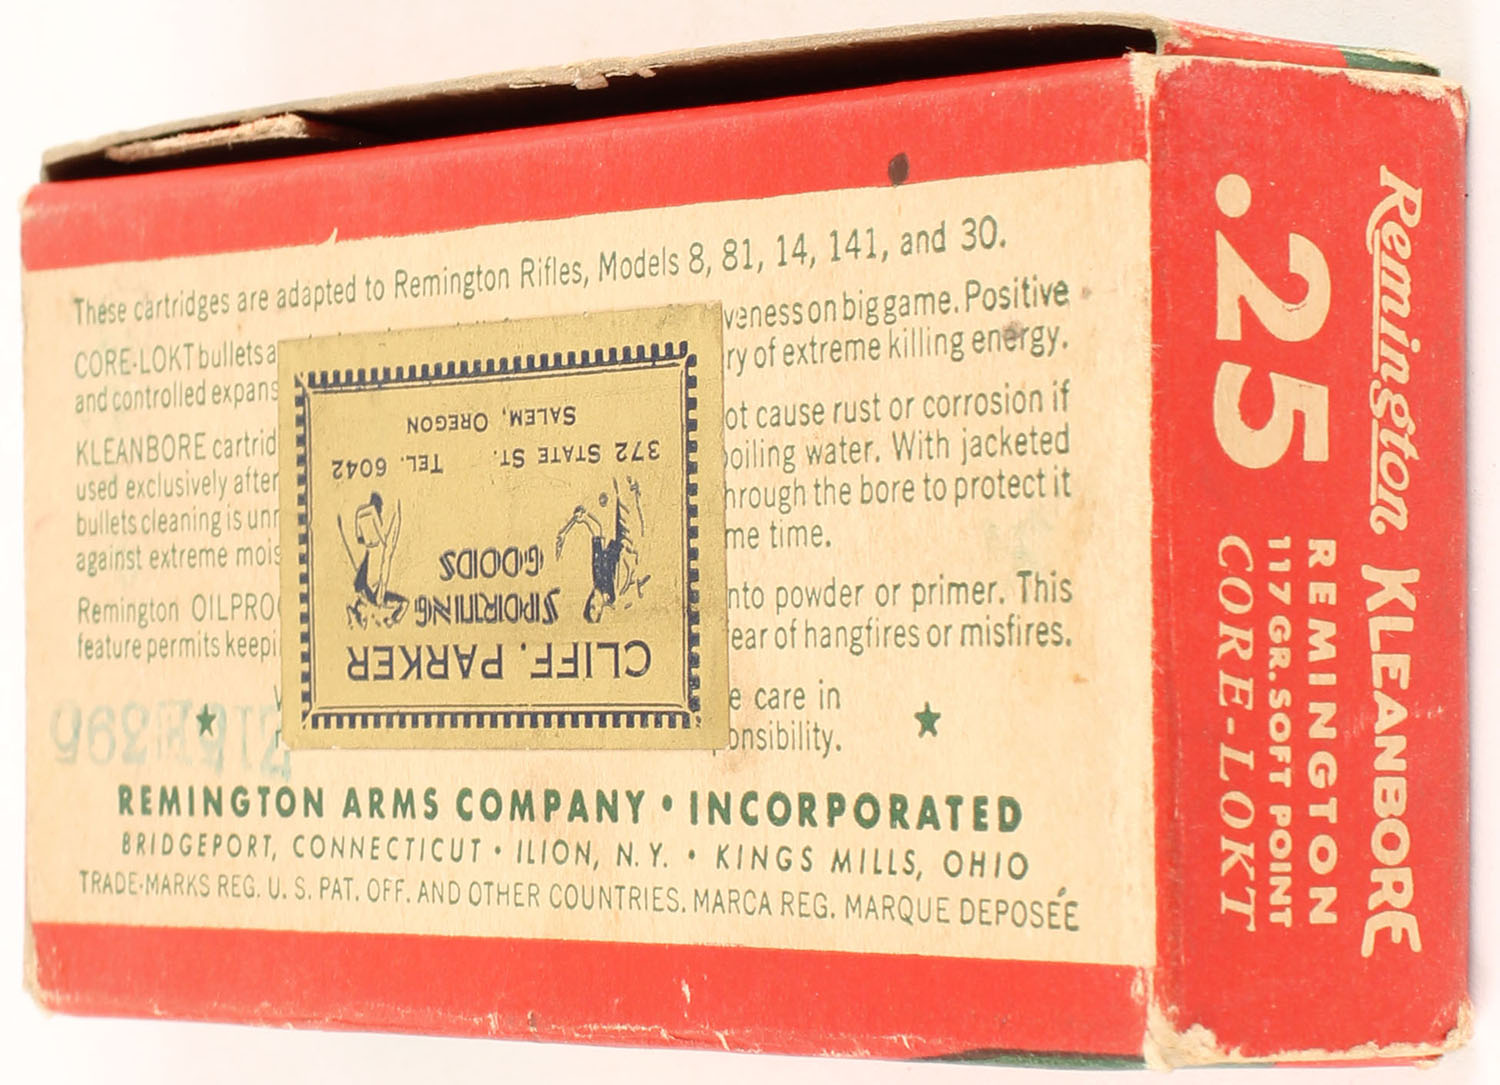 These cartridges are adapted to Remington Rifles, Models 8, 81, 14, 141, and 30.
CORE-LOKT bullets a
veness on big game. Positive
and controlled expans
ry of extreme killing energy.
KLEANBORE cartrid
ot cause rust or corrosion if
used exclusively after
boiling water. With jacketed
bullets cleaning is unn
hrough the bore to protect it
against extreme mois
me time.
Remington OILPROO
nto powder or primer. This
feature permits keepi
ear of hangfires or misfires.
e care in
onsibility.
REMINGTON ARMS COMPANY • INCORPORATED
BRIDGEPORT, CONNECTICUT • ILION, N.Y. • KINGS MILLS, OHIO
TRADE-MARKS REG. U. S. PAT. OFF. AND OTHER COUNTRIES. MARCA REG. MARQUE DEPOSÉE
CLIFF. PARKER
SPORTING
GOODS
372 STATE ST. TEL. 6042
SALEM, OREGON
Remington KLEANBORE
.25
REMINGTON
117 GR. SOFT POINT
CORE-LOKT